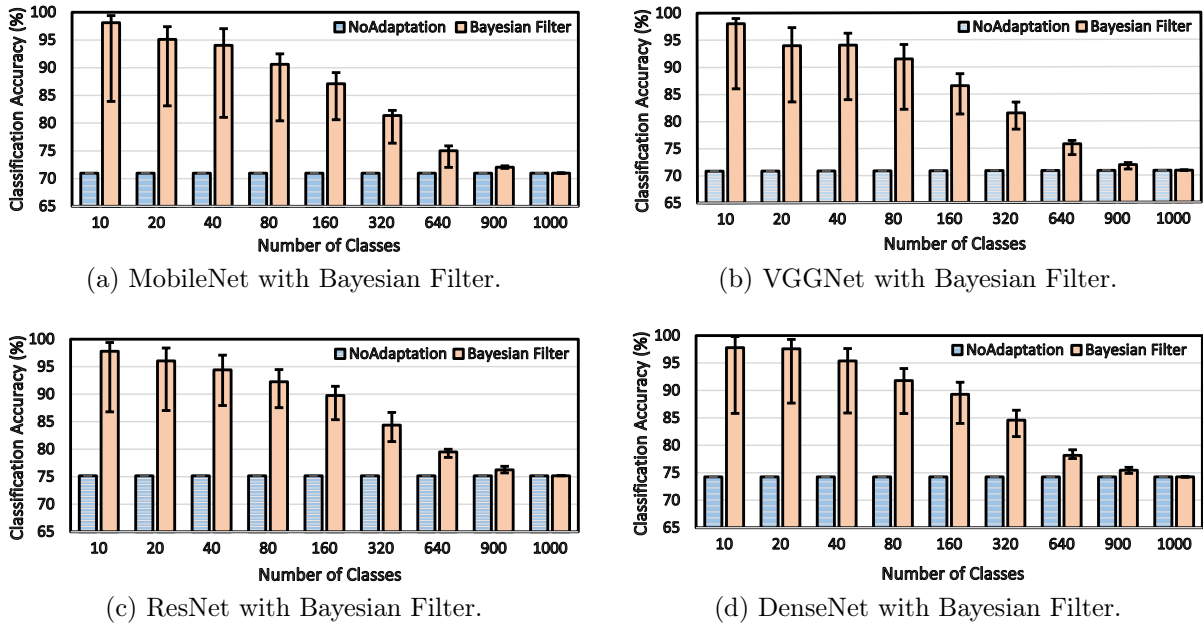 Classification Accuracy (%)
100
95
90
85
80
75
70
65
NoAdaptation Bayesian Filter
10 20 40 80 160 320 640 900 1000
Number of Classes
(a) MobileNet with Bayesian Filter.
Classification Accuracy (%)
100
95
90
85
80
75
70
65
NoAdaptation Bayesian Filter
10 20 40 80 160 320 640 900 1000
Number of Classes
(b) VGGNet with Bayesian Filter.
Classification Accuracy (%)
100
95
90
85
80
75
70
65
NoAdaptation Bayesian Filter
10 20 40 80 160 320 640 900 1000
Number of Classes
(c) ResNet with Bayesian Filter.
Classification Accuracy (%)
100
95
90
85
80
75
70
65
NoAdaptation Bayesian Filter
10 20 40 80 160 320 640 900 1000
Number of Classes
(d) DenseNet with Bayesian Filter.